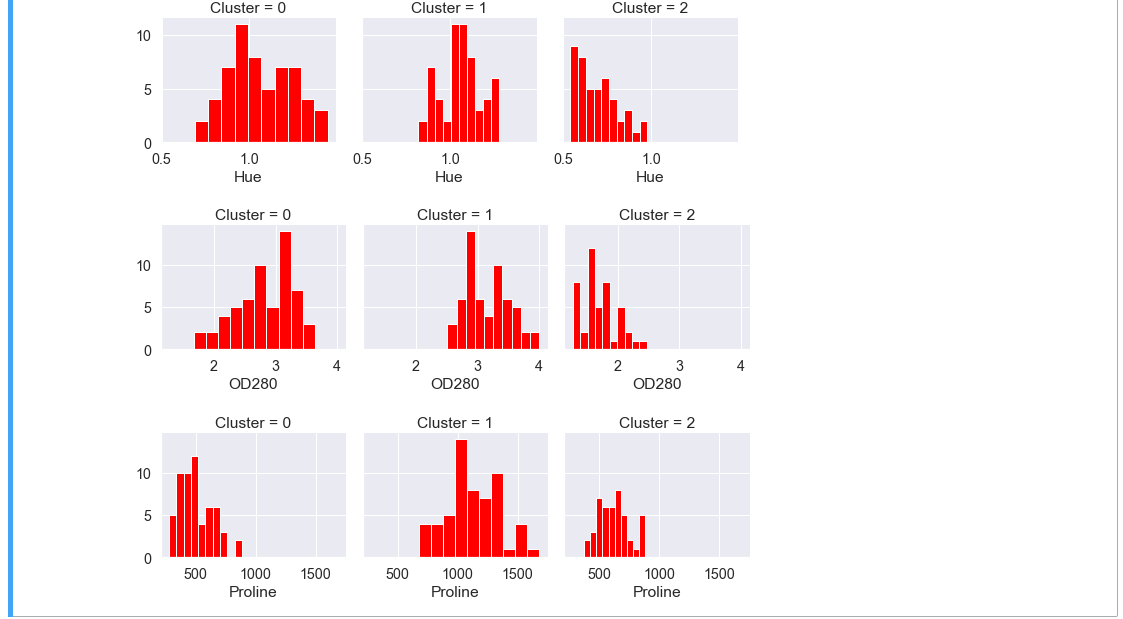 Cluster = 0 Cluster = 1 Cluster = 2
10
5
0
0.5 1.0 0.5 1.0 0.5 1.0
Hue Hue Hue
Cluster = 0 Cluster = 1 Cluster = 2
10
5
0
2 3 4 2 3 4 2 3 4
OD280 OD280 OD280
Cluster = 0 Cluster = 1 Cluster = 2
10
5
0
500 1000 1500 500 1000 1500 500 1000 1500
Proline Proline Proline